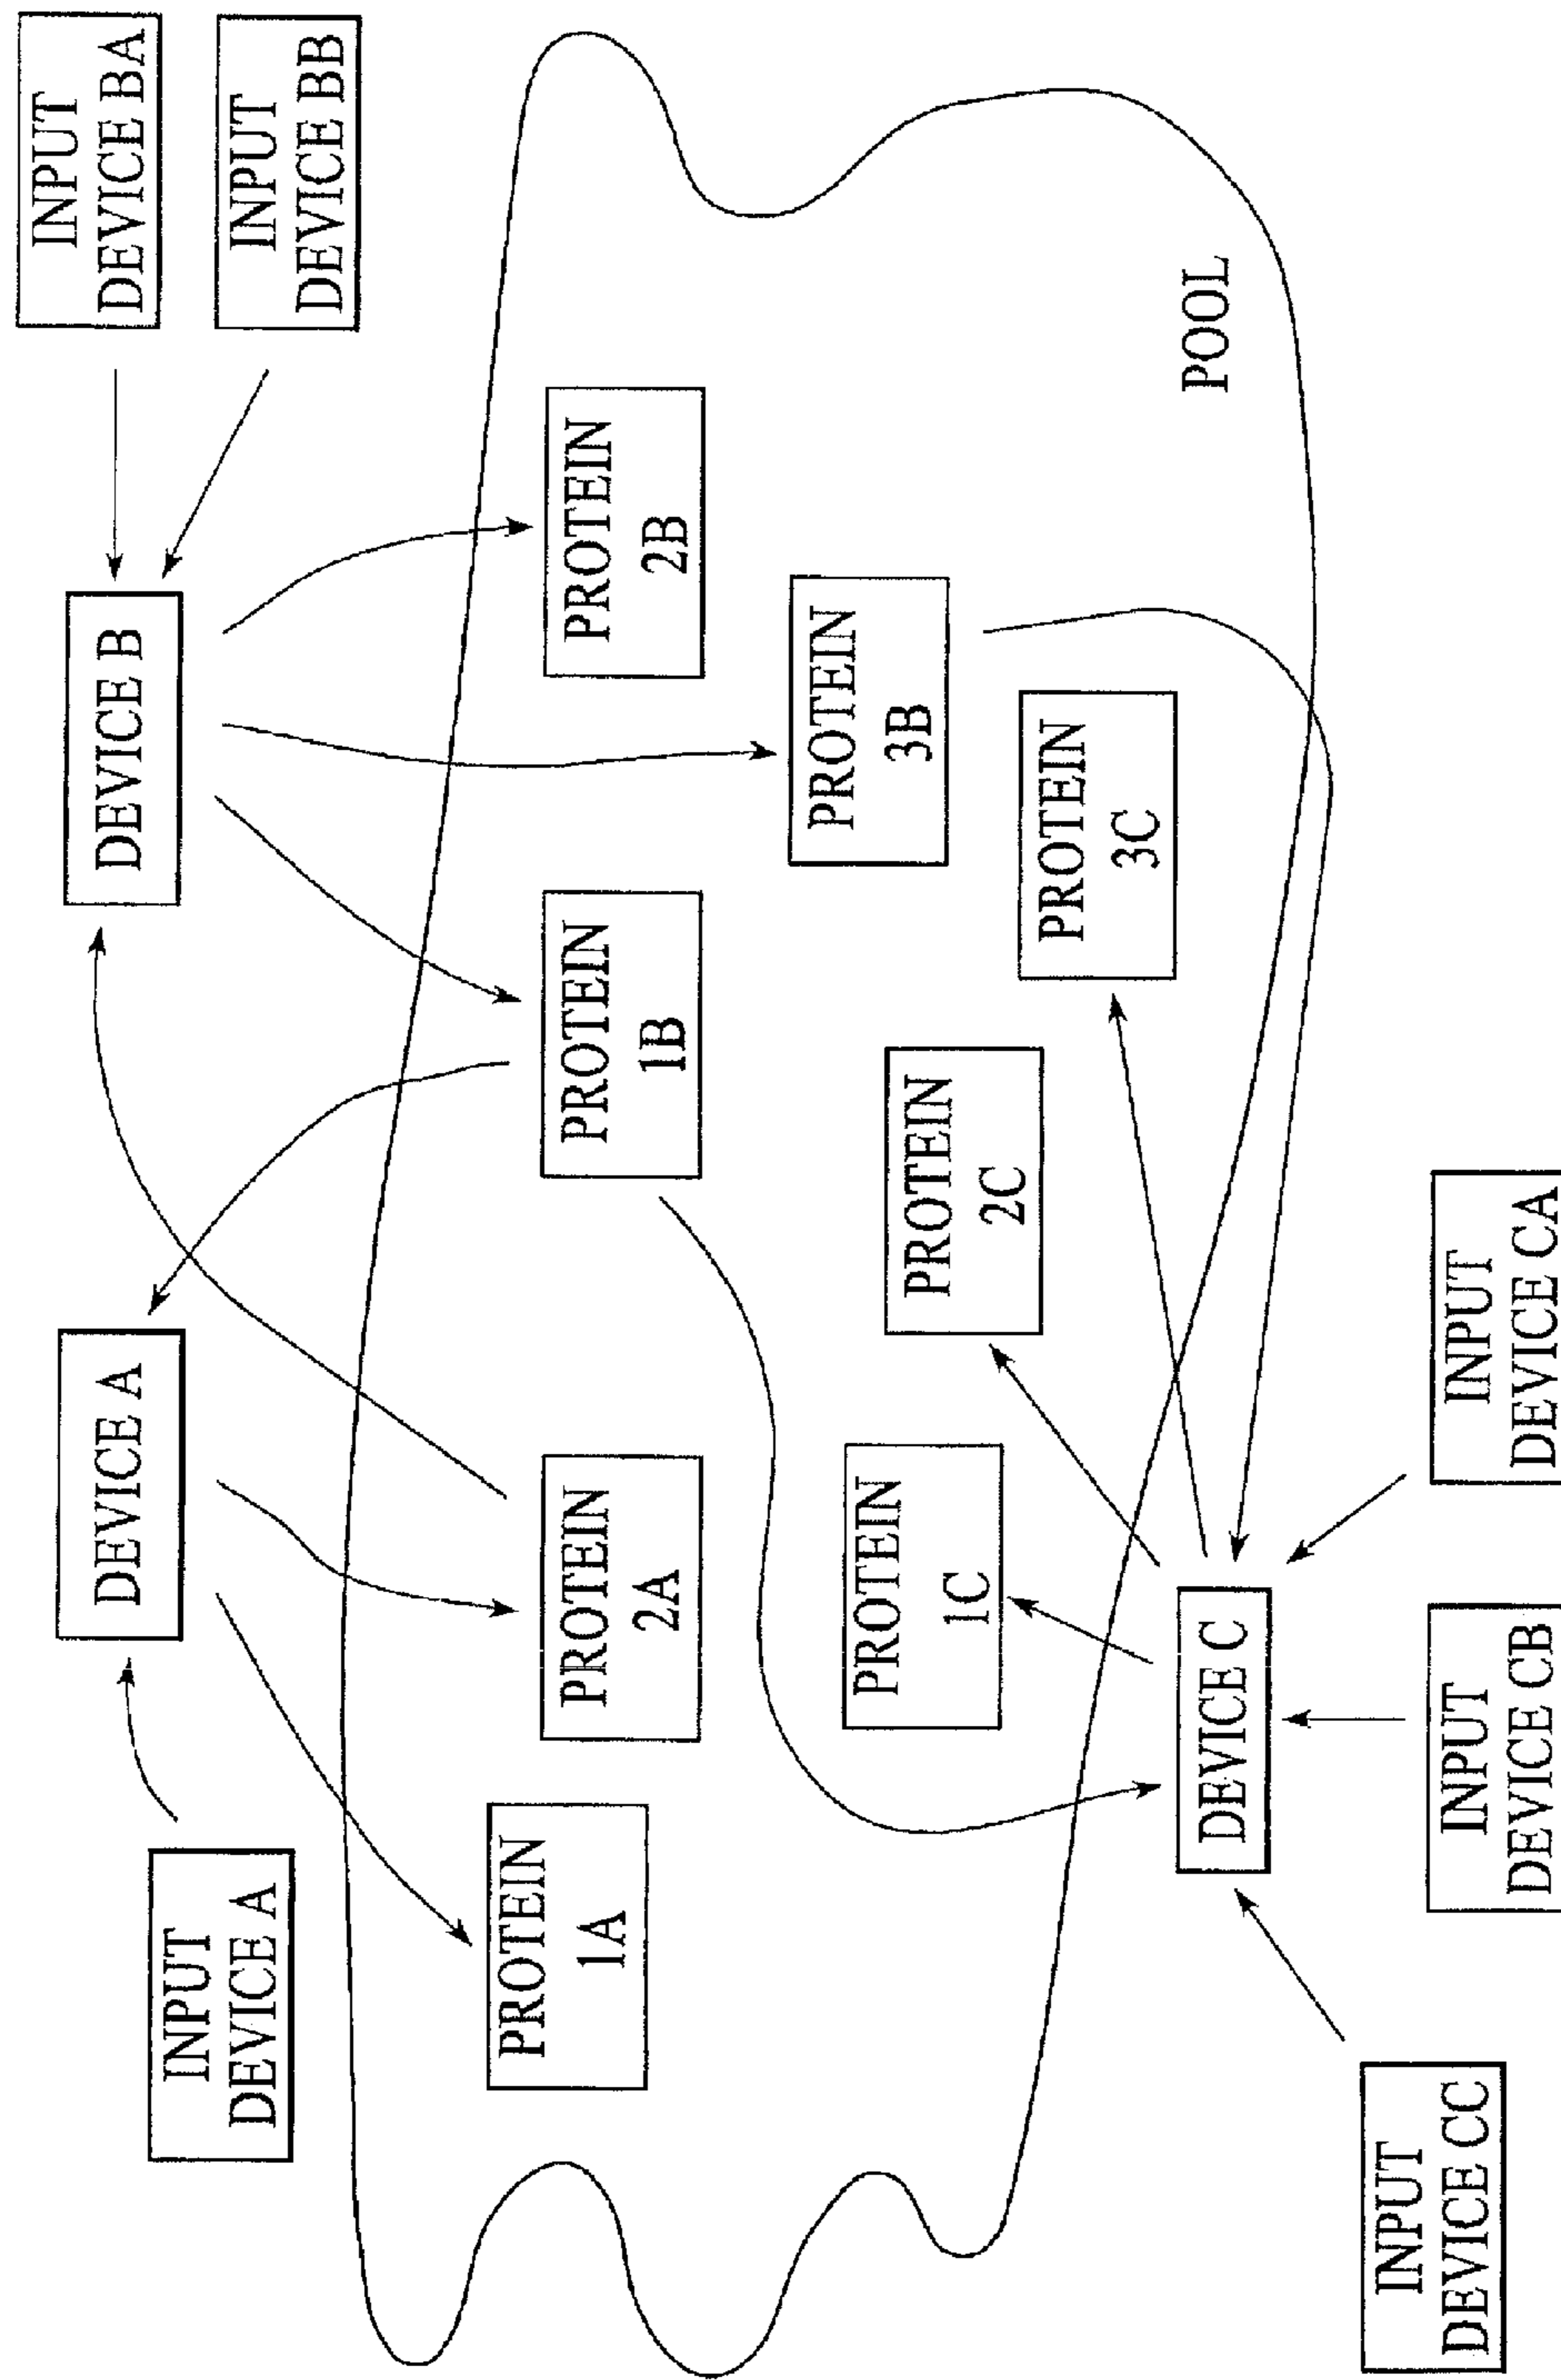 INPUT
DEVICE A
DEVICE A
DEVICE B
INPUT
DEVICE BA
INPUT
DEVICE BB
PROTEIN
1A
PROTEIN
2A
PROTEIN
1B
PROTEIN
2B
PROTEIN
3B
PROTEIN
1C
PROTEIN
2C
PROTEIN
3C
POOL
DEVICE C
INPUT
DEVICE CC
INPUT
DEVICE CB
INPUT
DEVICE CA